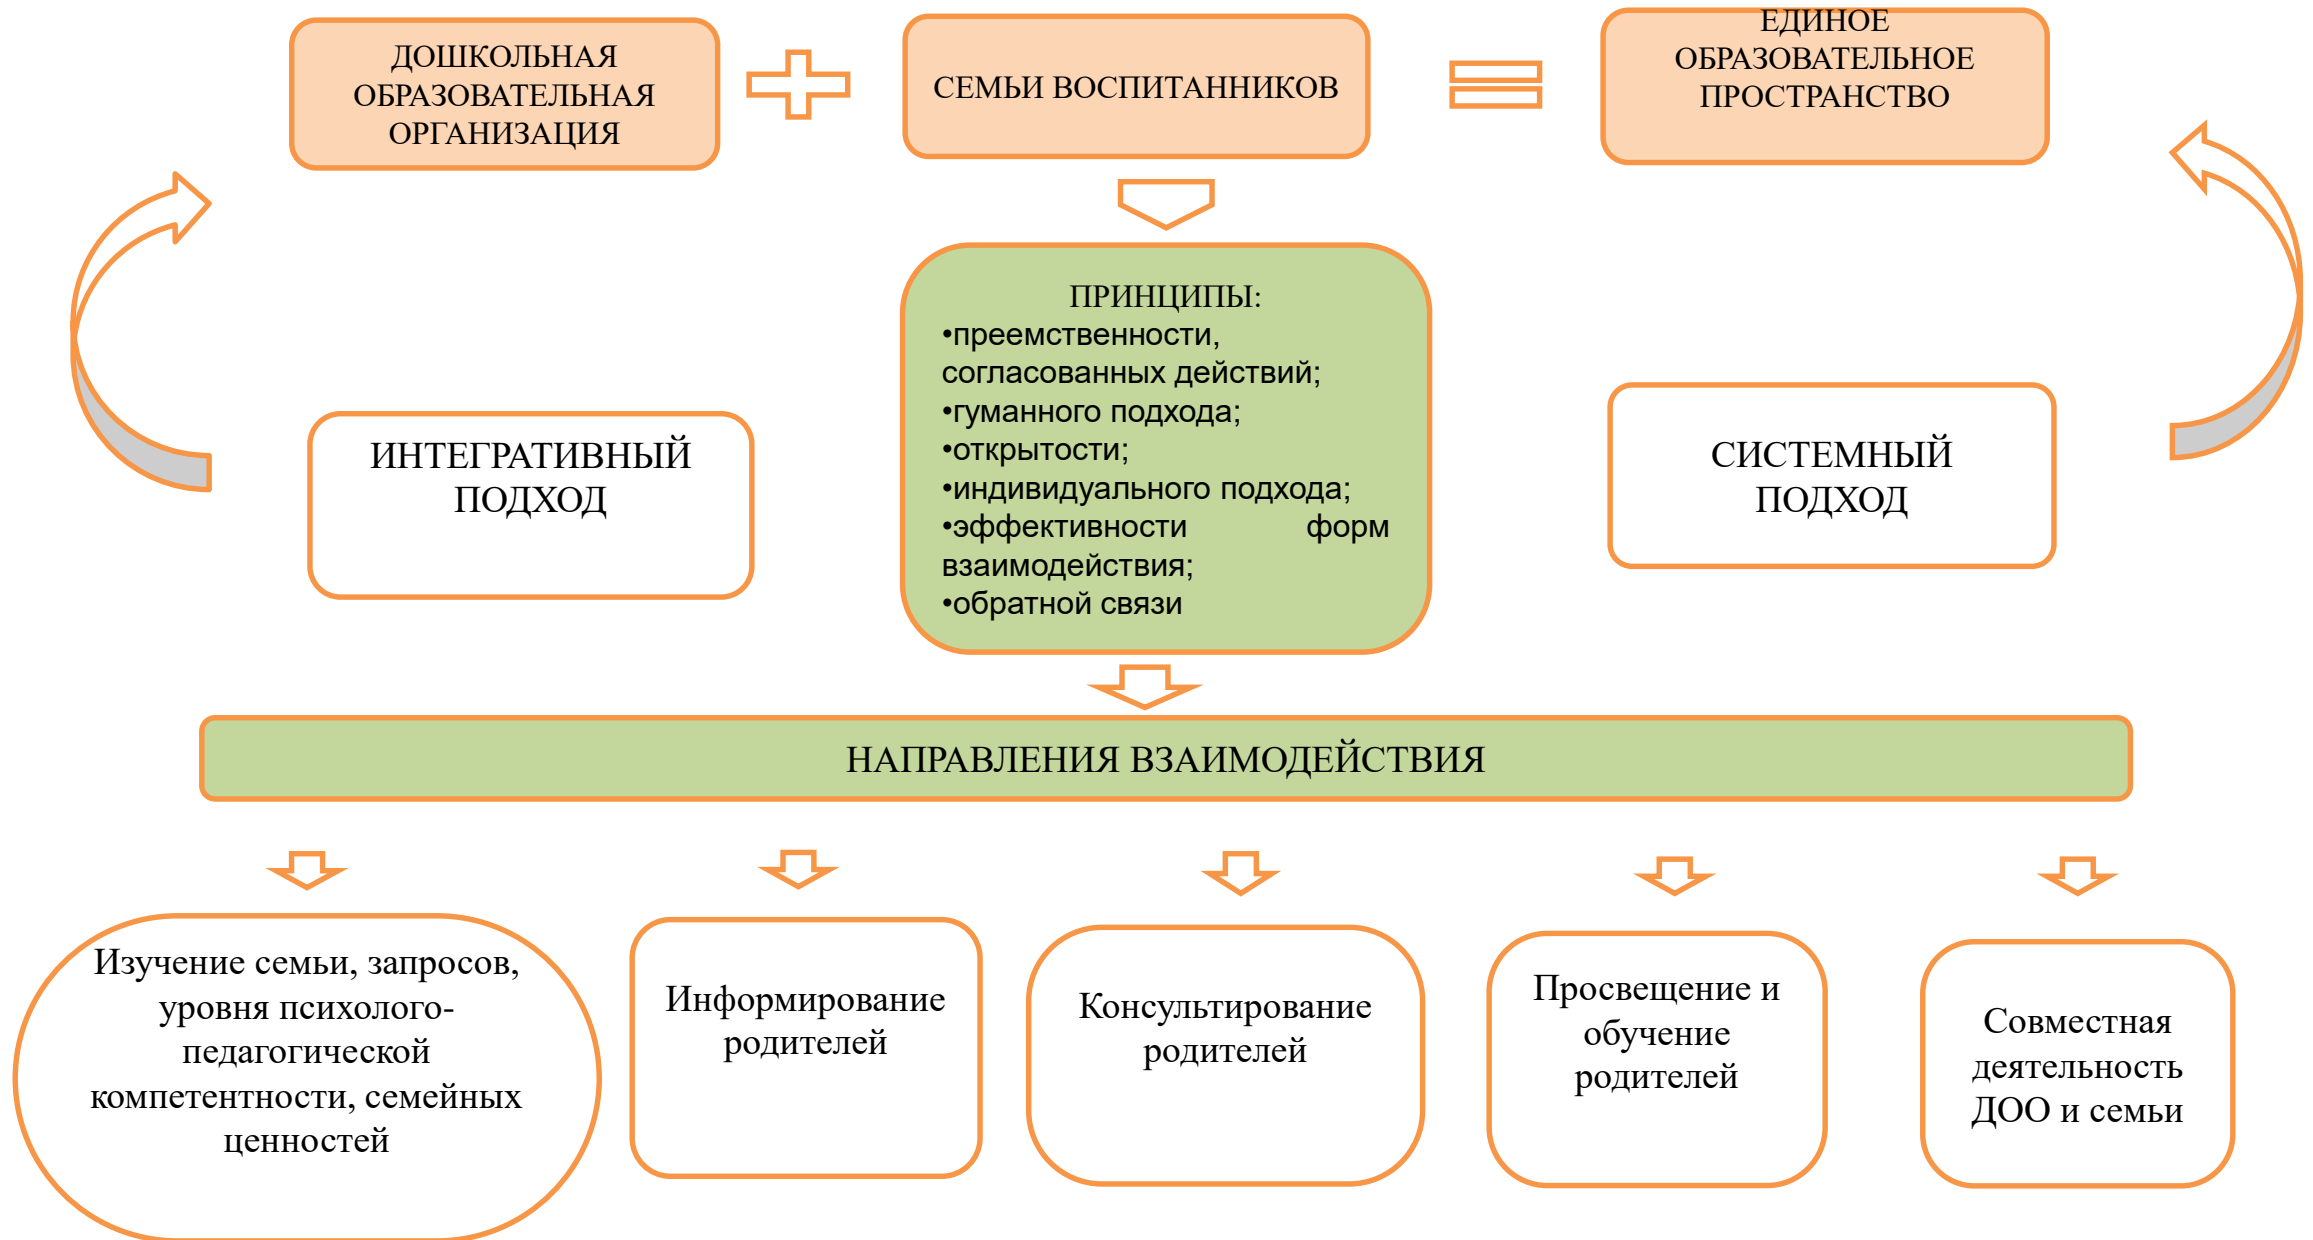 ДОШКОЛЬНАЯ
ОБРАЗОВАТЕЛЬНАЯ
ОРГАНИЗАЦИЯ
СЕМЬИ ВОСПИТАННИКОВ
ЕДИНОЕ
ОБРАЗОВАТЕЛЬНОЕ
ПРОСТРАНСТВО
ИНТЕГРАТИВНЫЙ
ПОДХОД
ПРИНЦИПЫ:
•преемственности,
согласованных действий;
•гуманного подхода;
•открытости;
•индивидуального подхода;
•эффективности форм
взаимодействия;
•обратной связи
СИСТЕМНЫЙ
ПОДХОД
НАПРАВЛЕНИЯ ВЗАИМОДЕЙСТВИЯ
Изучение семьи, запросов,
уровня психолого-
педагогической
компетентности, семейных
ценностей
Информирование
родителей
Консультирование
родителей
Просвещение и
обучение
родителей
Совместная
деятельность
ДОО и семьи